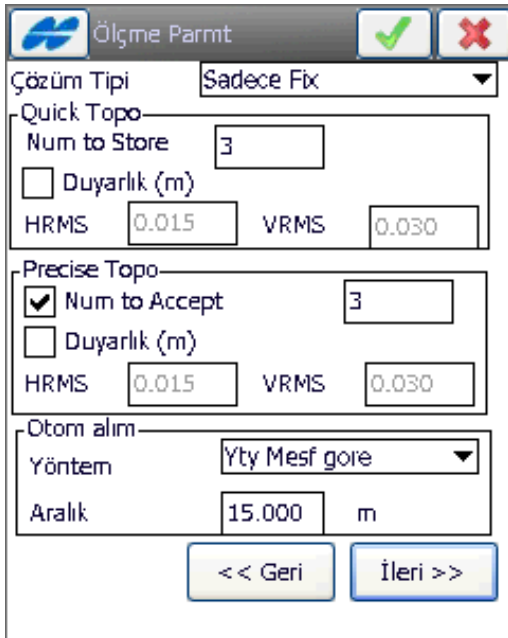 Ölçme Parmt
Çözüm Tipi Sadece Fix
Quick Topo
Num to Store 3
Duyarlık (m)
HRMS 0.015 VRMS 0.030
Precise Topo
Num to Accept 3
Duyarlık (m)
HRMS 0.015 VRMS 0.030
Otom alım
Yöntem Yty Mesf gore
Aralık 15.000 m
<< Geri İleri >>